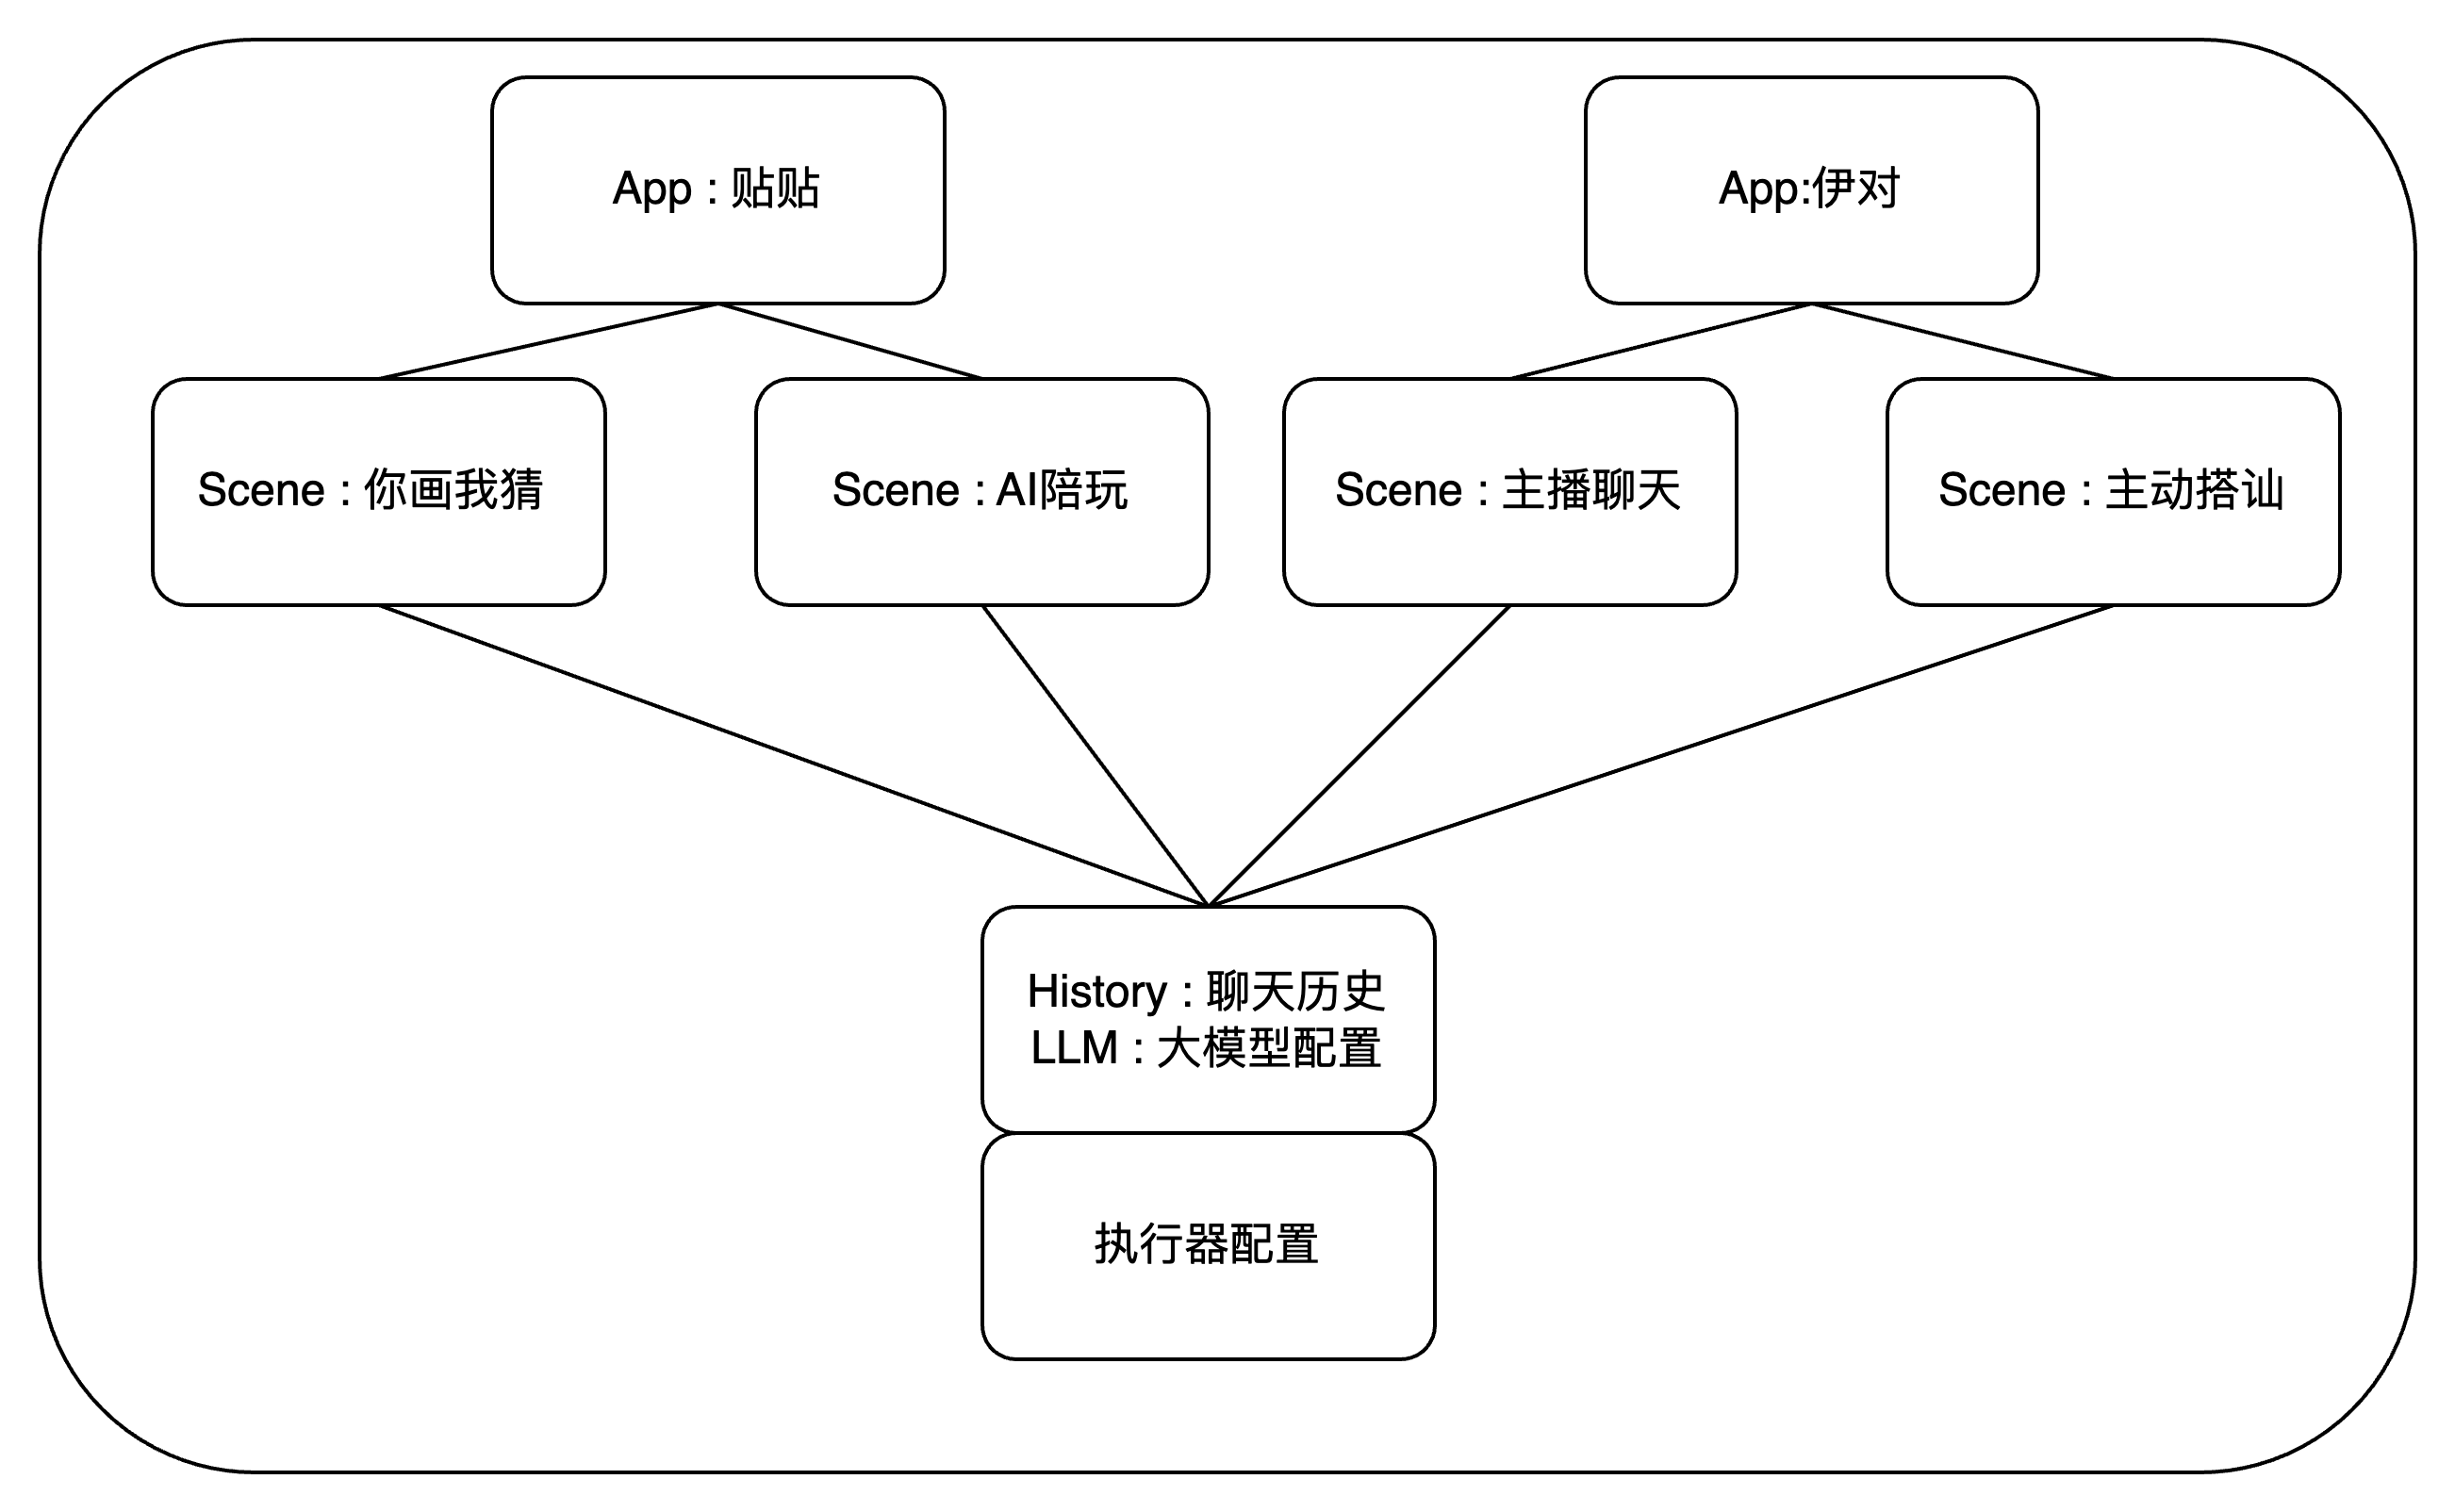 App：贴贴
App:伊对
Scene：你画我猜
Scene：AI陪玩
Scene：主播聊天
Scene：主动搭讪
History：聊天历史
LLM：大模型配置
执行器配置